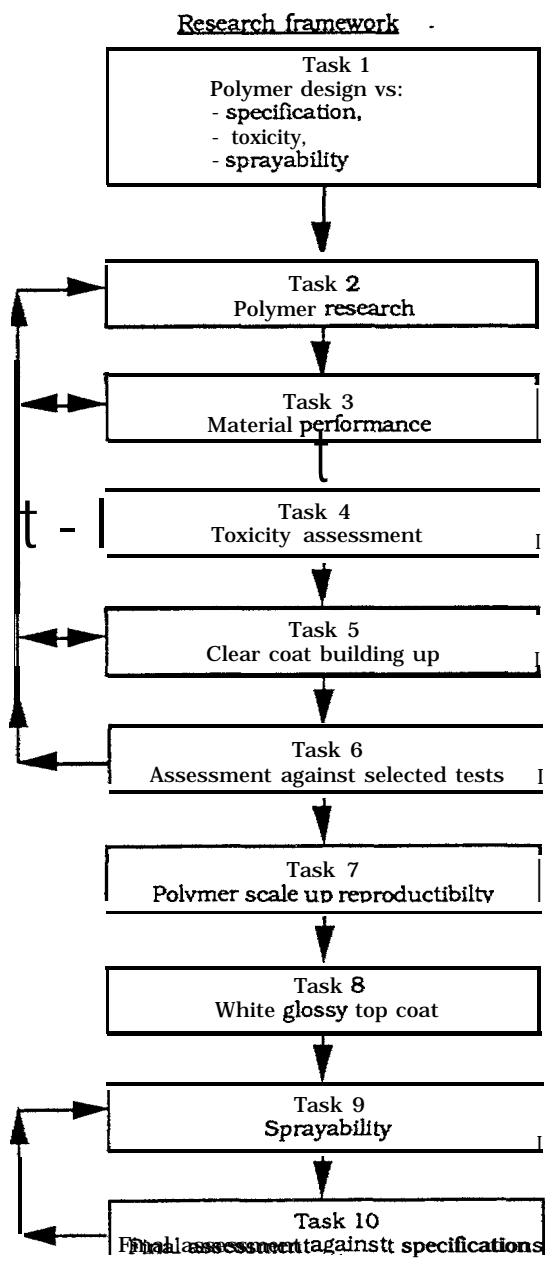 Research framework
Task 1
Polymer design vs:
- specification,
- toxicity,
- sprayability
Task 2
Polymer research
Task 3
Material performance
Task 4
Toxicity assessment
Task 5
Clear coat building up
Task 6
Assessment against selected tests
Task 7
Polymer scale up reproductibilty
Task 8
White glossy top coat
Task 9
Sprayability
Task 10
Final assessment against specifications